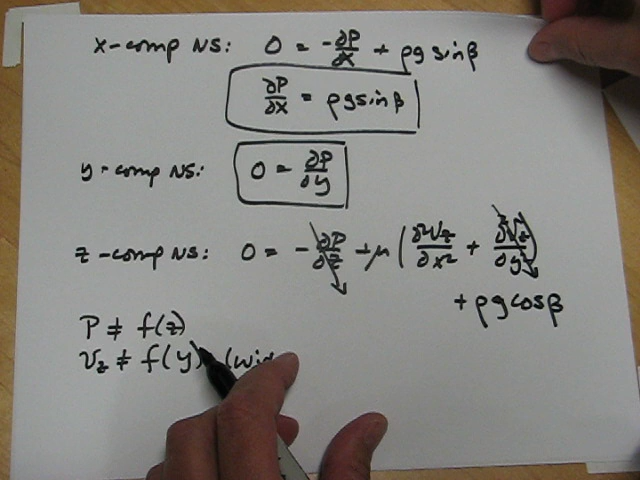 x-comp NS: 0 = -∂P/∂x + ρg sinβ
∂P/∂x = ρg sinβ
y-comp NS: 0 = ∂P/∂y
z-comp NS: 0 = -∂P/∂z + μ(∂²Vz/∂x² + ∂²Vz/∂y²)
+ ρg cosβ
P ≠ f(z)
Vz ≠ f(y)